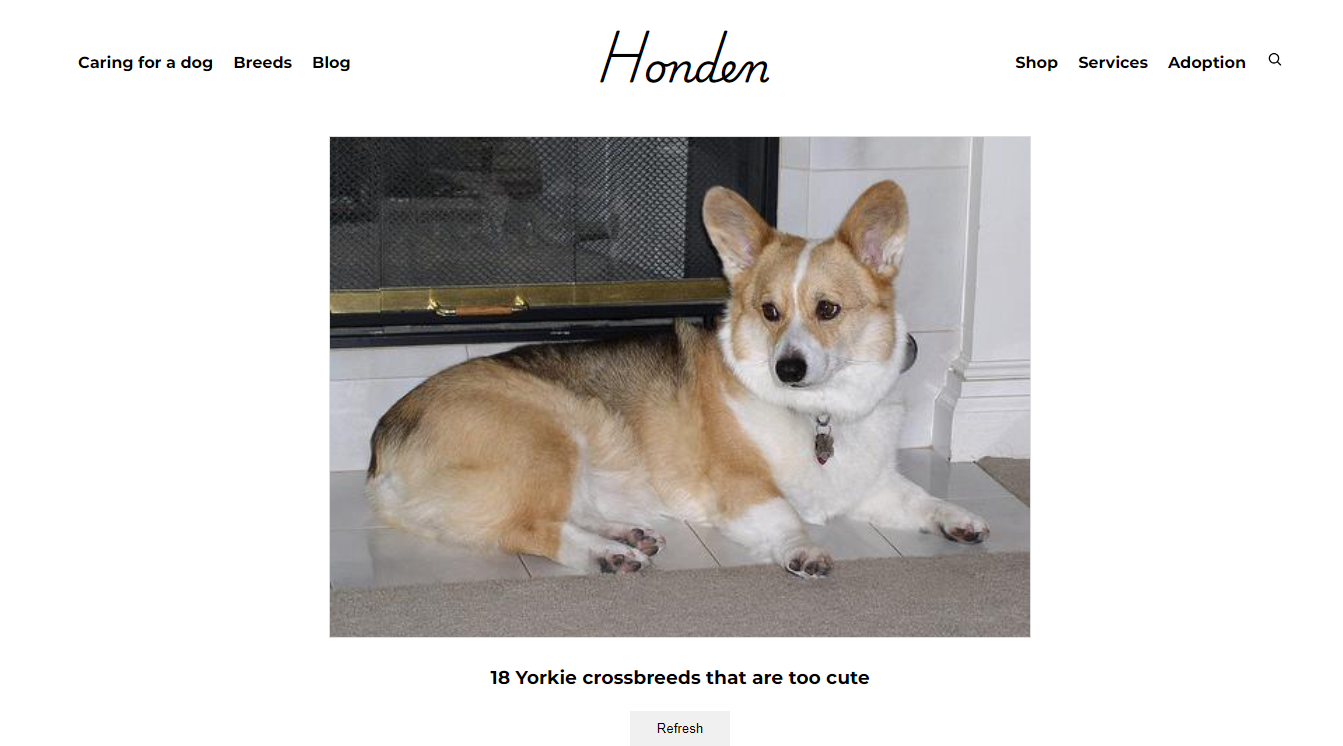 Caring for a dog Breeds Blog Honden Shop Services Adoption
18 Yorkie crossbreeds that are too cute
Refresh